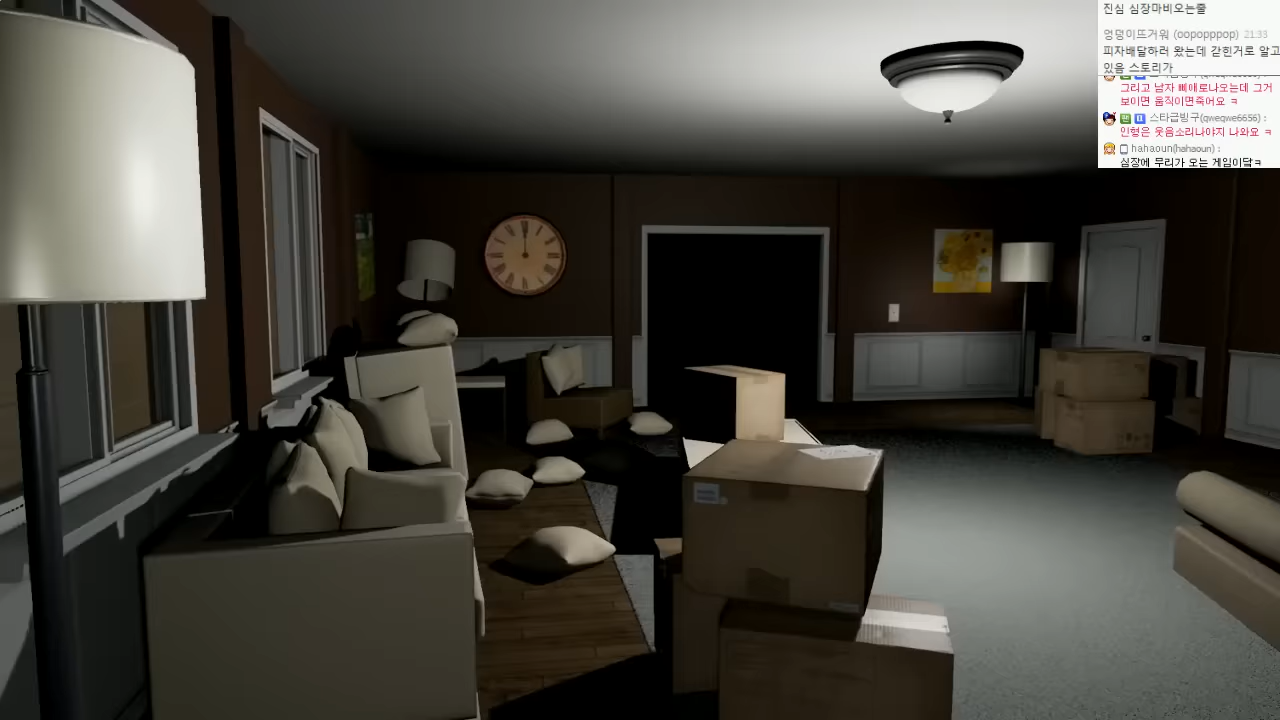 진심 심장마비오는줄
엉덩이뜨거워 (oopopppop) 21:33
피자배달하러 왔는데 갇힌거로 알고
있음 스토리가
그리고 남자 삐애로나오는데 그거
보이면 움직이면죽어요 ㅋ
스타급빙구(qweqwe6656) :
인형은 웃음소리나야지 나와요 ㅋ
hahaoun(hahaoun) :
심장에 무리가 오는 게임이닼ㅋ